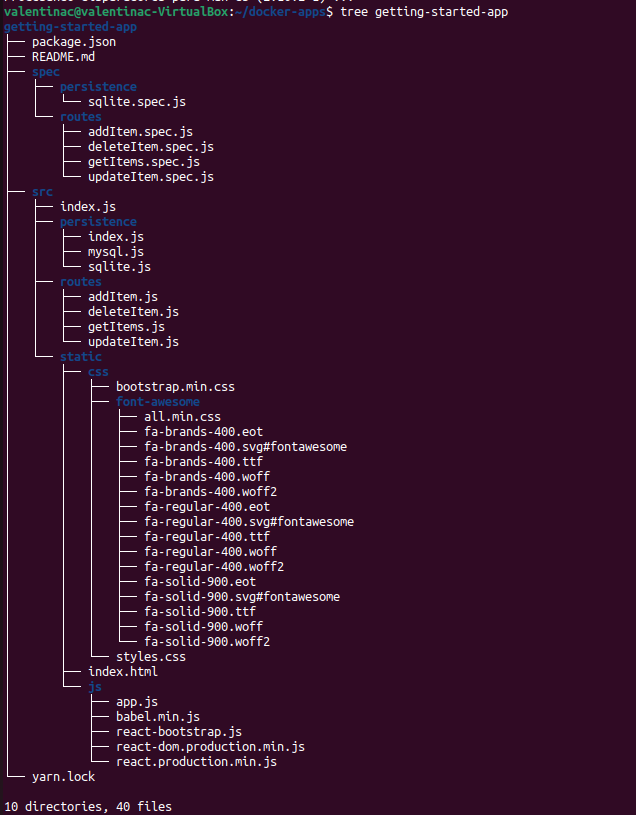 valentinac@valentinac-VirtualBox:~/docker-apps$ tree getting-started-app
getting-started-app
├── package.json
├── README.md
├── spec
│   ├── persistence
│   │   └── sqlite.spec.js
│   └── routes
│       ├── addItem.spec.js
│       ├── deleteItem.spec.js
│       ├── getItems.spec.js
│       └── updateItem.spec.js
├── src
│   ├── index.js
│   ├── persistence
│   │   ├── index.js
│   │   ├── mysql.js
│   │   └── sqlite.js
│   ├── routes
│   │   ├── addItem.js
│   │   ├── deleteItem.js
│   │   ├── getItems.js
│   │   └── updateItem.js
│   └── static
│       ├── css
│       │   ├── bootstrap.min.css
│       │   ├── font-awesome
│       │   │   ├── all.min.css
│       │   │   ├── fa-brands-400.eot
│       │   │   ├── fa-brands-400.svg#fontawesome
│       │   │   ├── fa-brands-400.ttf
│       │   │   ├── fa-brands-400.woff
│       │   │   ├── fa-brands-400.woff2
│       │   │   ├── fa-regular-400.eot
│       │   │   ├── fa-regular-400.svg#fontawesome
│       │   │   ├── fa-regular-400.ttf
│       │   │   ├── fa-regular-400.woff
│       │   │   ├── fa-regular-400.woff2
│       │   │   ├── fa-solid-900.eot
│       │   │   ├── fa-solid-900.svg#fontawesome
│       │   │   ├── fa-solid-900.ttf
│       │   │   ├── fa-solid-900.woff
│       │   │   └── fa-solid-900.woff2
│       │   └── styles.css
│       ├── index.html
│       └── js
│           ├── app.js
│           ├── babel.min.js
│           ├── react-bootstrap.js
│           ├── react-dom.production.min.js
│           └── react.production.min.js
└── yarn.lock

10 directories, 40 files